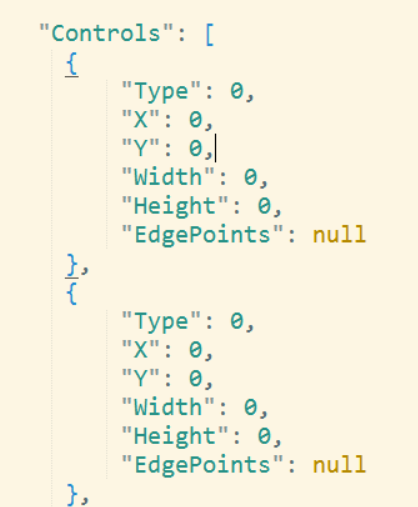 "Controls": [
{
"Type": 0,
"X": 0,
"Y": 0,
"Width": 0,
"Height": 0,
"EdgePoints": null
},
{
"Type": 0,
"X": 0,
"Y": 0,
"Width": 0,
"Height": 0,
"EdgePoints": null
},